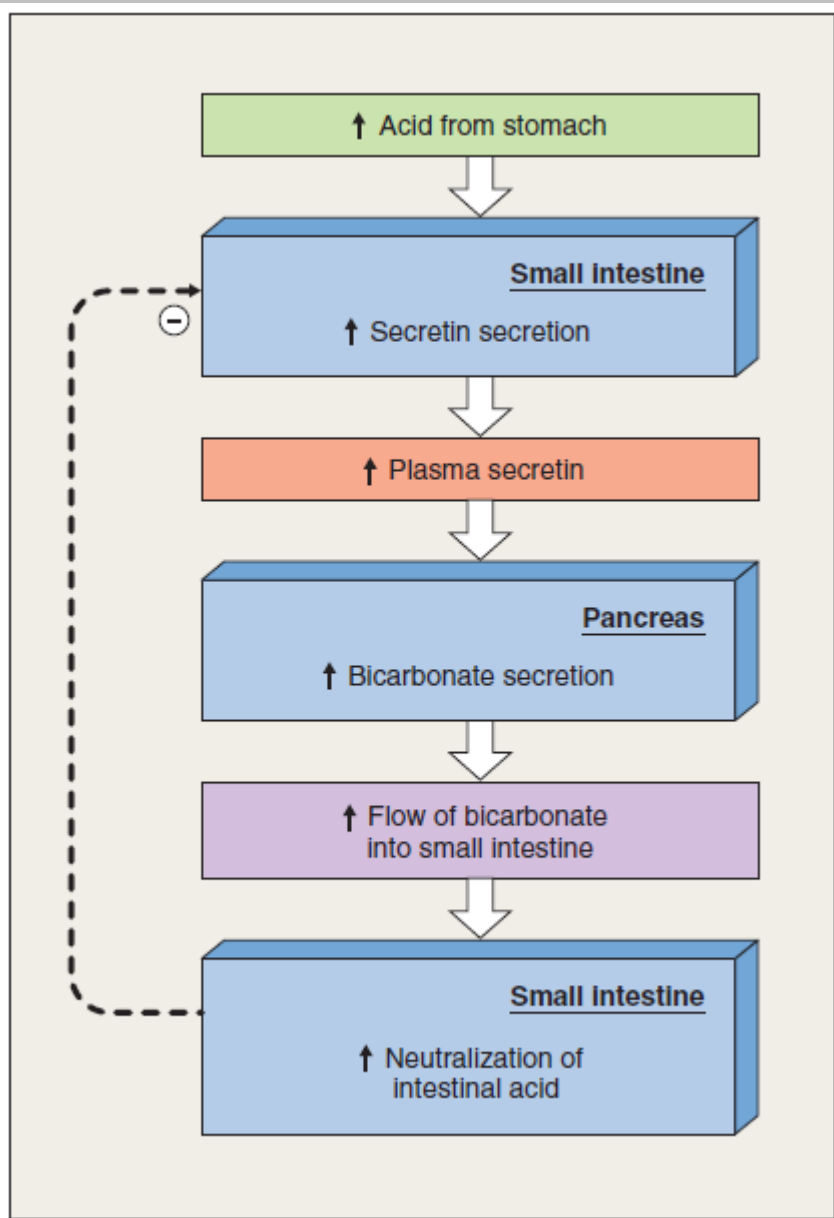 ↑ Acid from stomach
Small intestine
↑ Secretin secretion
↑ Plasma secretin
Pancreas
↑ Bicarbonate secretion
↑ Flow of bicarbonate
into small intestine
Small intestine
↑ Neutralization of
intestinal acid
−